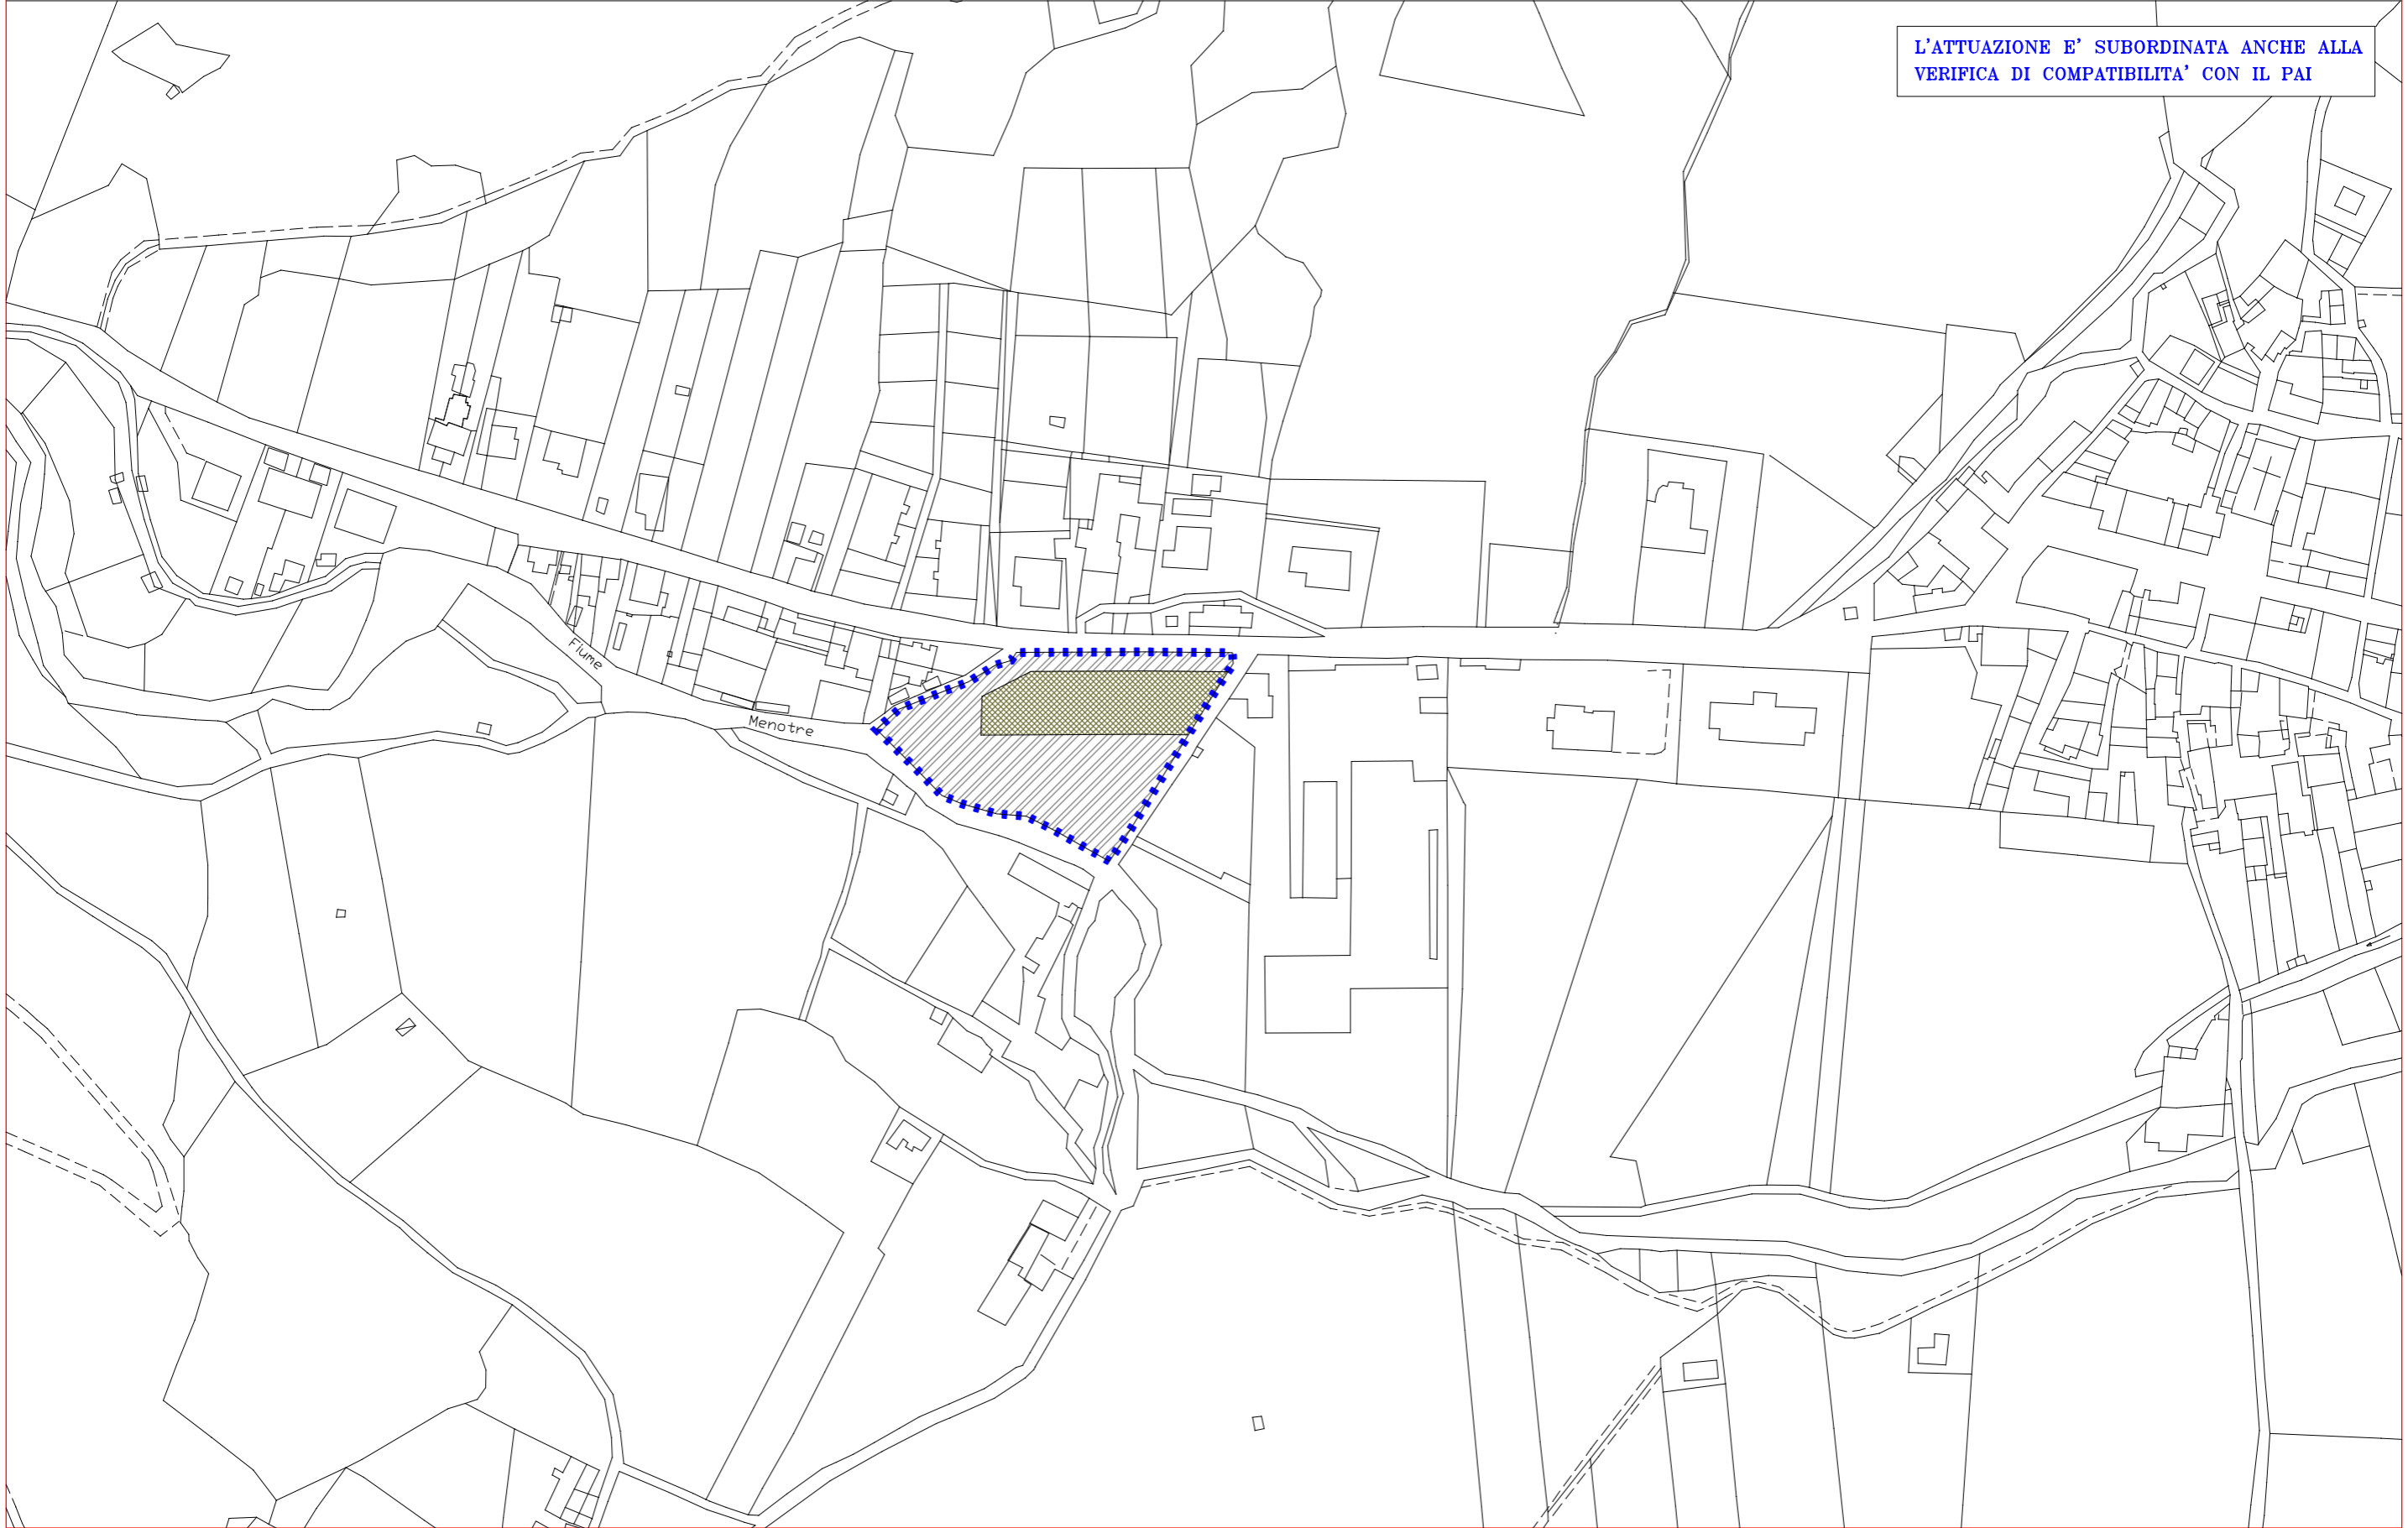 L'ATTUAZIONE E' SUBORDINATA ANCHE ALLA
VERIFICA DI COMPATIBILITA' CON IL PAI
Fiume
Menotre